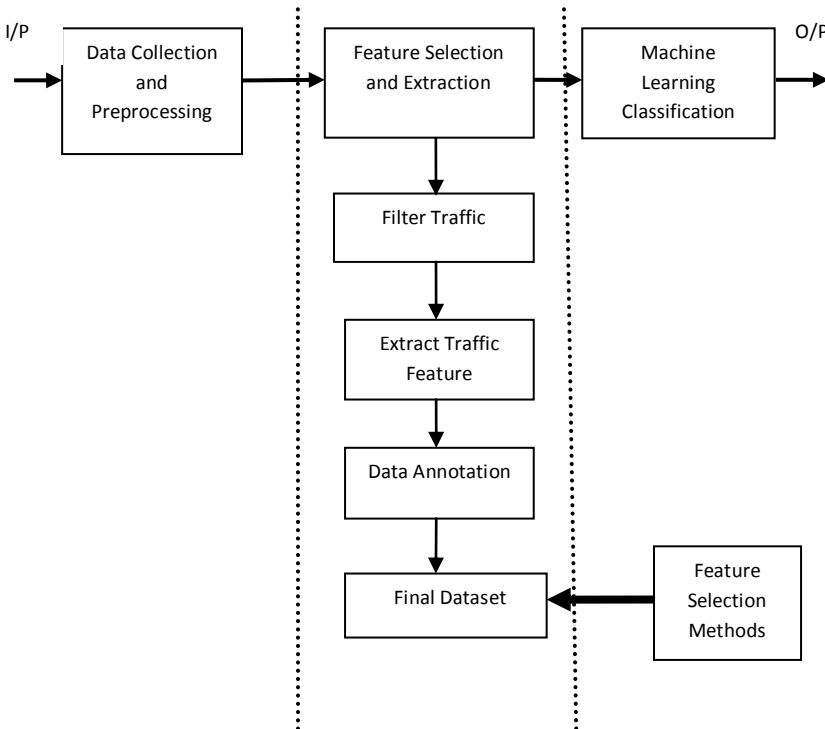 I/P
Data Collection
and
Preprocessing
Feature Selection
and Extraction
Machine
Learning
Classification
O/P
Filter Traffic
Extract Traffic
Feature
Data Annotation
Final Dataset
Feature
Selection
Methods